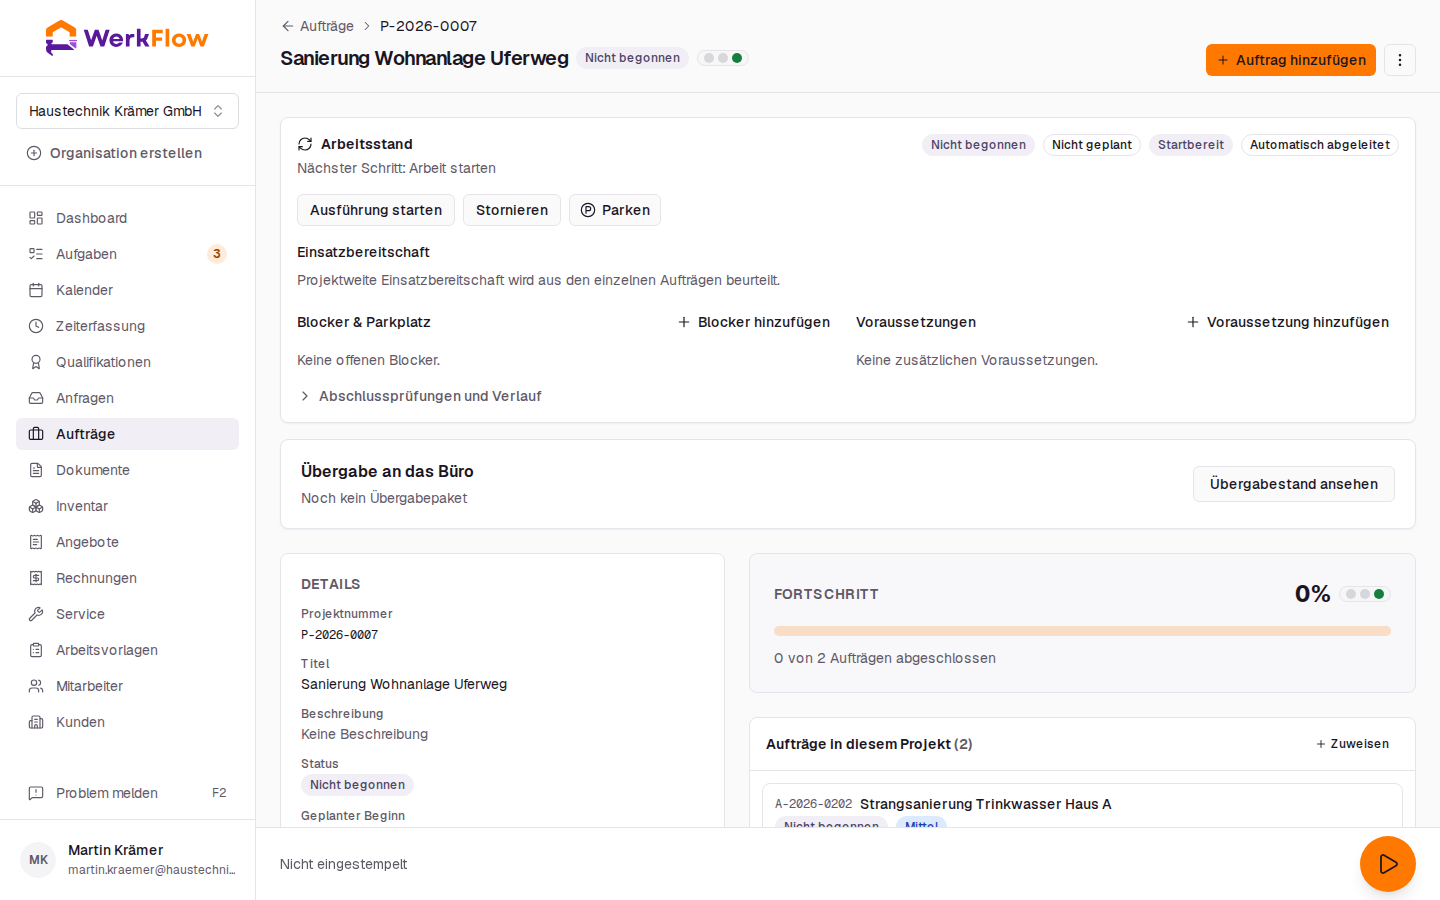 WerkFlow
Haustechnik Krämer GmbH
Organisation erstellen
Dashboard
Aufgaben 3
Kalender
Zeiterfassung
Qualifikationen
Anfragen
Aufträge
Dokumente
Inventar
Angebote
Rechnungen
Service
Arbeitsvorlagen
Mitarbeiter
Kunden
Problem melden F2
MK
Martin Krämer
martin.kraemer@haustechni...
Aufträge P-2026-0007
Sanierung Wohnanlage Uferweg Nicht begonnen
Auftrag hinzufügen
Arbeitsstand
Nicht begonnen Nicht geplant Startbereit Automatisch abgeleitet
Nächster Schritt: Arbeit starten
Ausführung starten Stornieren Parken
Einsatzbereitschaft
Projektweite Einsatzbereitschaft wird aus den einzelnen Aufträgen beurteilt.
Blocker & Parkplatz Blocker hinzufügen
Keine offenen Blocker.
Voraussetzungen Voraussetzung hinzufügen
Keine zusätzlichen Voraussetzungen.
Abschlussprüfungen und Verlauf
Übergabe an das Büro
Noch kein Übergabepaket
Übergabestand ansehen
DETAILS
Projektnummer
P-2026-0007
Titel
Sanierung Wohnanlage Uferweg
Beschreibung
Keine Beschreibung
Status
Nicht begonnen
Geplanter Beginn
FORTSCHRITT 0%
0 von 2 Aufträgen abgeschlossen
Aufträge in diesem Projekt (2) Zuweisen
A-2026-0202 Strangsanierung Trinkwasser Haus A
Nicht begonnen Mittel
Nicht eingestempelt